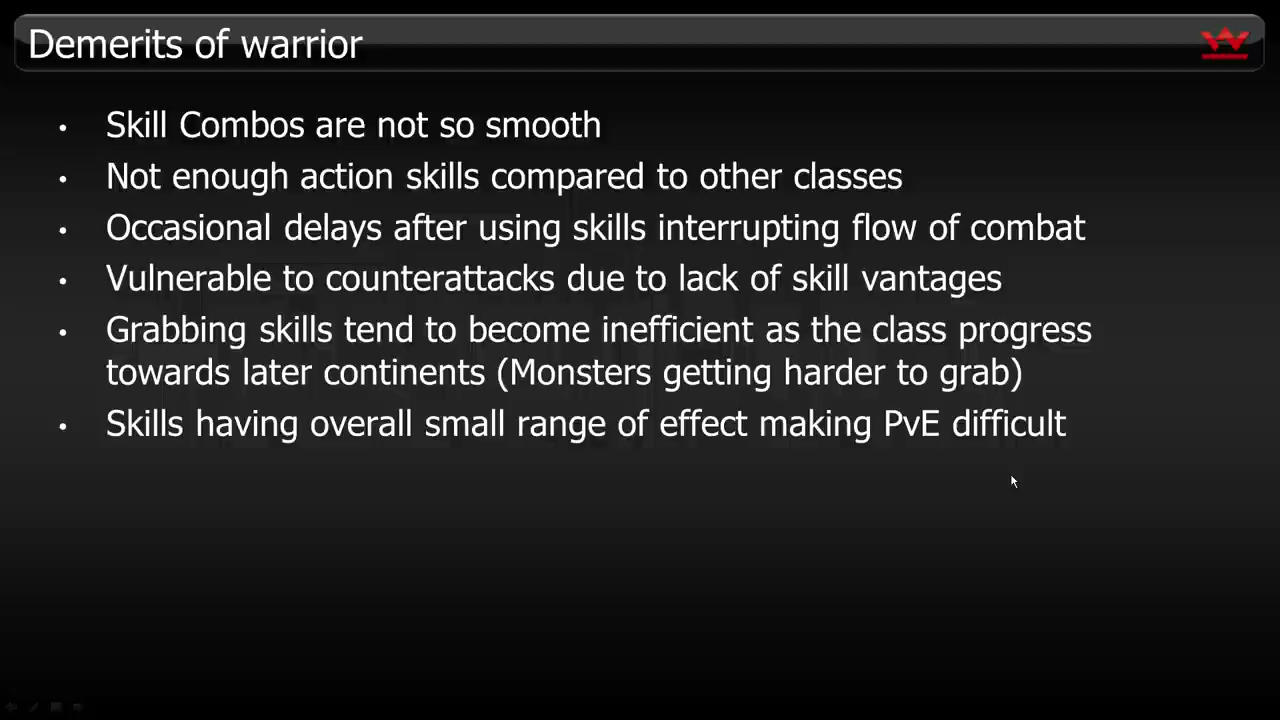 Demerits of warrior
• Skill Combos are not so smooth
• Not enough action skills compared to other classes
• Occasional delays after using skills interrupting flow of combat
• Vulnerable to counterattacks due to lack of skill vantages
• Grabbing skills tend to become inefficient as the class progress
towards later continents (Monsters getting harder to grab)
• Skills having overall small range of effect making PvE difficult